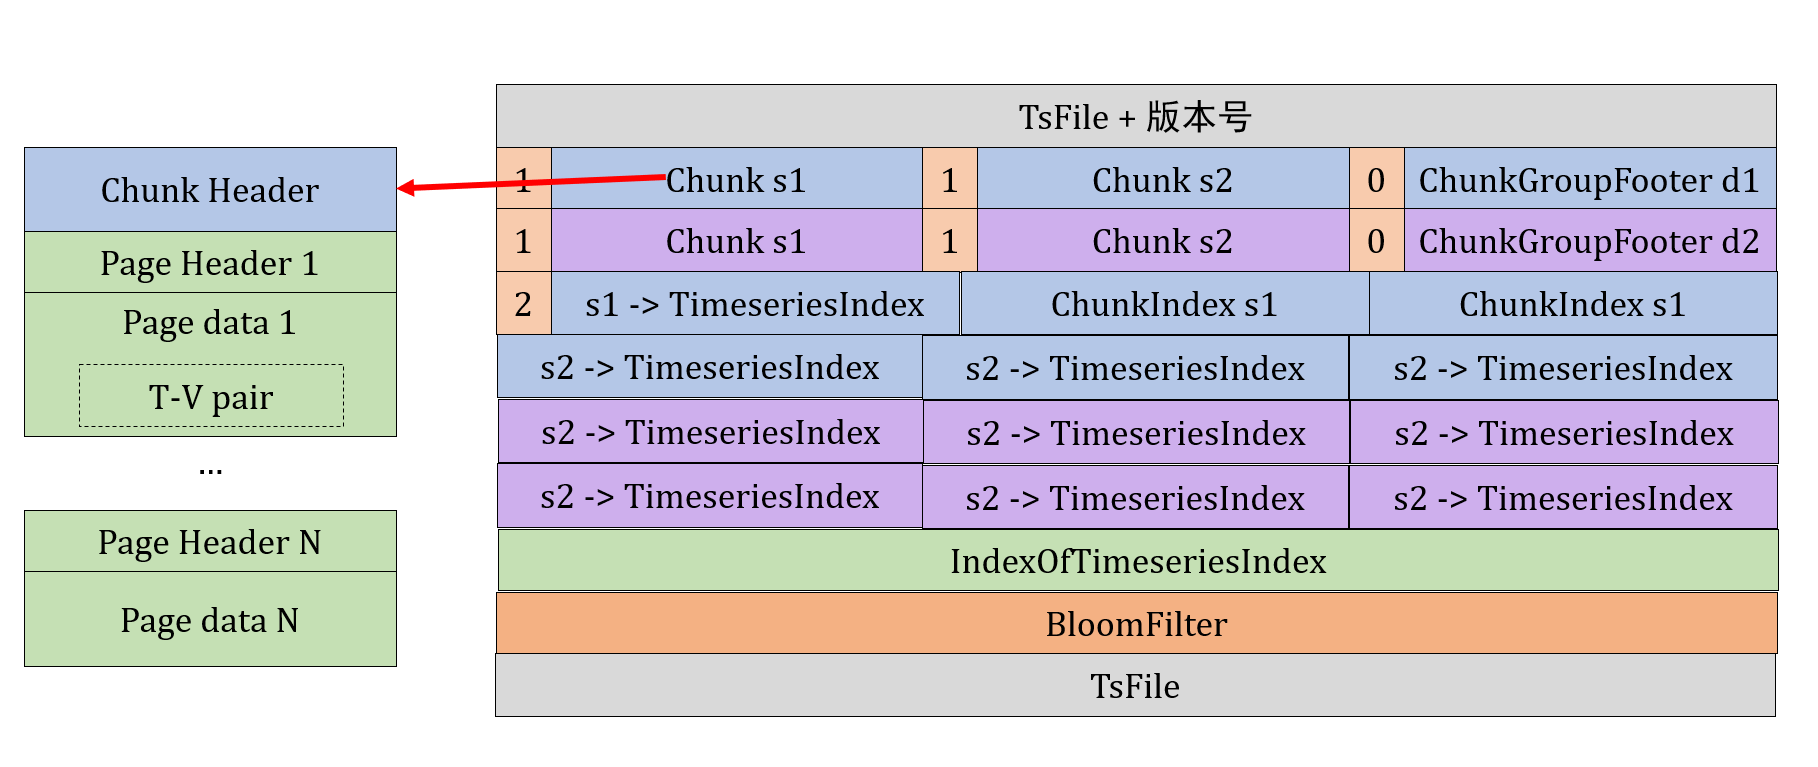 Chunk Header
Page Header 1
Page data 1
T-V pair
...
Page Header N
Page data N
TsFile + 版本号
1 Chunk s1 1 Chunk s2 0 ChunkGroupFooter d1
1 Chunk s1 1 Chunk s2 0 ChunkGroupFooter d2
2 s1 -> TimeseriesIndex ChunkIndex s1 ChunkIndex s1
s2 -> TimeseriesIndex s2 -> TimeseriesIndex s2 -> TimeseriesIndex
s2 -> TimeseriesIndex s2 -> TimeseriesIndex s2 -> TimeseriesIndex
s2 -> TimeseriesIndex s2 -> TimeseriesIndex s2 -> TimeseriesIndex
IndexOfTimeseriesIndex
BloomFilter
TsFile